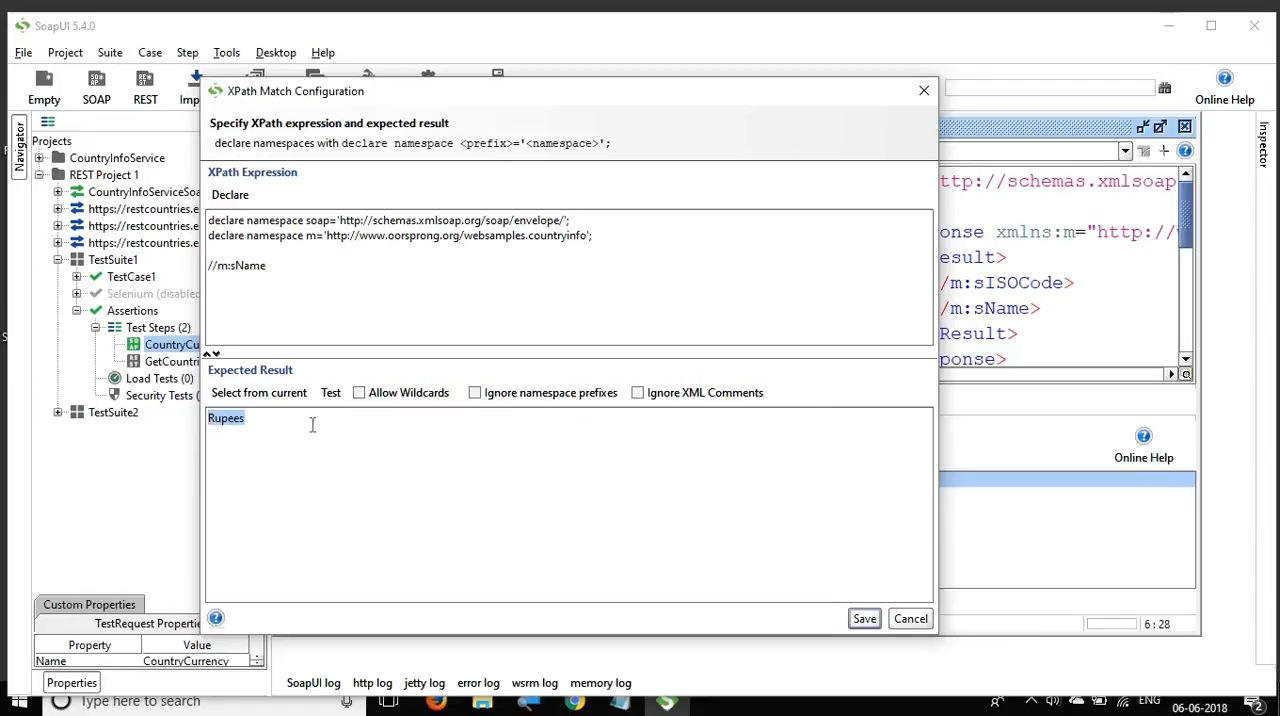 SoapUI 5.4.0
File Project Suite Case Step Tools Desktop Help
Empty SOAP REST Online Help
XPath Match Configuration
Specify XPath expression and expected result
declare namespaces with declare namespace <prefix>='<namespace>';
XPath Expression
Declare
declare namespace soap='http://schemas.xmlsoap.org/soap/envelope/';
declare namespace m='http://www.oorsprong.org/websamples.countryinfo';
//m:sName
Expected Result
Select from current Test Allow Wildcards Ignore namespace prefixes Ignore XML Comments
Rupees
Save Cancel
Navigator
Projects
CountryInfoService
REST Project 1
CountryInfoServiceSoa
https://restcountries.e
https://restcountries.e
https://restcountries.e
TestSuite1
TestCase1
Selenium (disabled
Assertions
Test Steps (2)
CountryCu
GetCountri
Load Tests (0)
Security Tests (
TestSuite2
Custom Properties
TestRequest Propertie
Property Value
Name CountryCurrency
Properties
Inspector
ttp://schemas.xmlsoap
onse xmlns:m="http://
esult>
/m:sISOCode>
/m:sName>
Result>
ponse>
Online Help
6 : 28
SoapUI log http log jetty log error log wsrm log memory log
Type here to search
ENG
06-06-2018
2